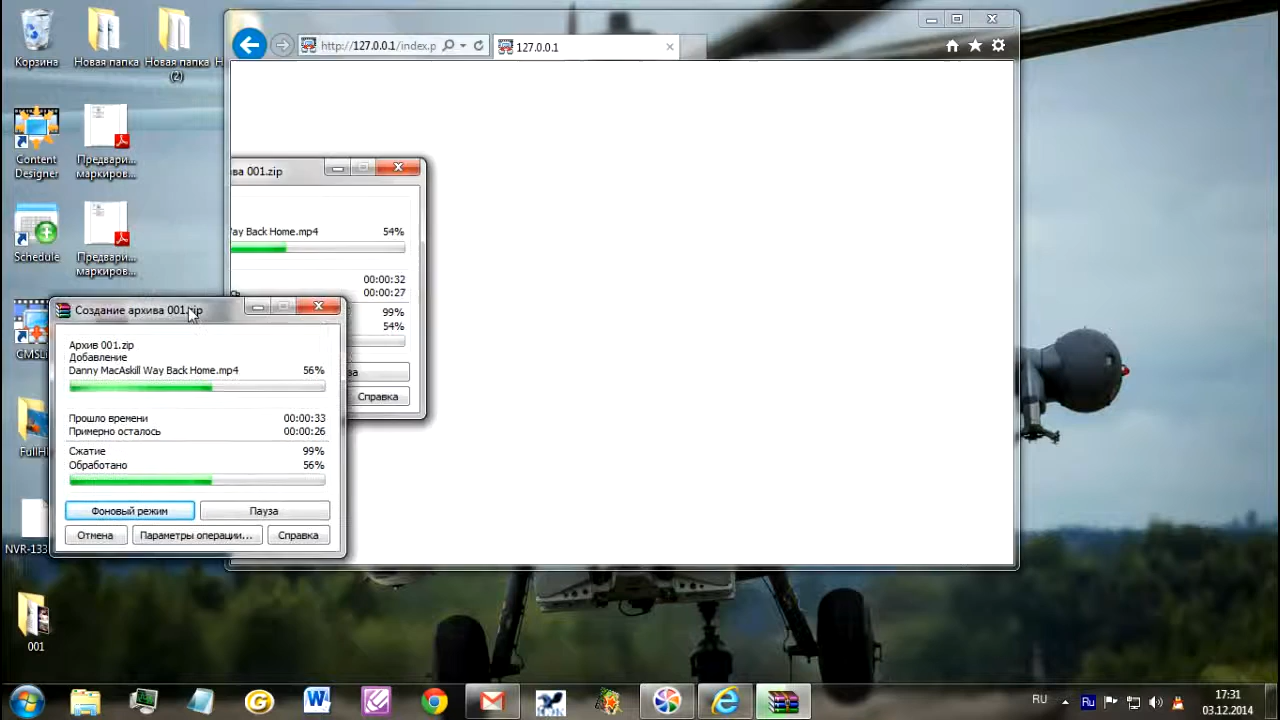 Корзина
Новая папка
Новая папка
(2)
Н
Content
Designer
Предвари...
маркиров...
Schedule
Предвари...
маркиров...
CMSLi
FullHI
NVR-133
001
http://127.0.0.1/index.p
127.0.0.1
ва 001.zip
Way Back Home.mp4 54%
00:00:32
00:00:27
99%
54%
Справка
Создание архива 001.zip
Архив 001.zip
Добавление
Danny MacAskill Way Back Home.mp4 56%
Прошло времени 00:00:33
Примерно осталось 00:00:26
Сжатие 99%
Обработано 56%
Фоновый режим Пауза
Отмена Параметры операции... Справка
RU Ru 17:31
03.12.2014